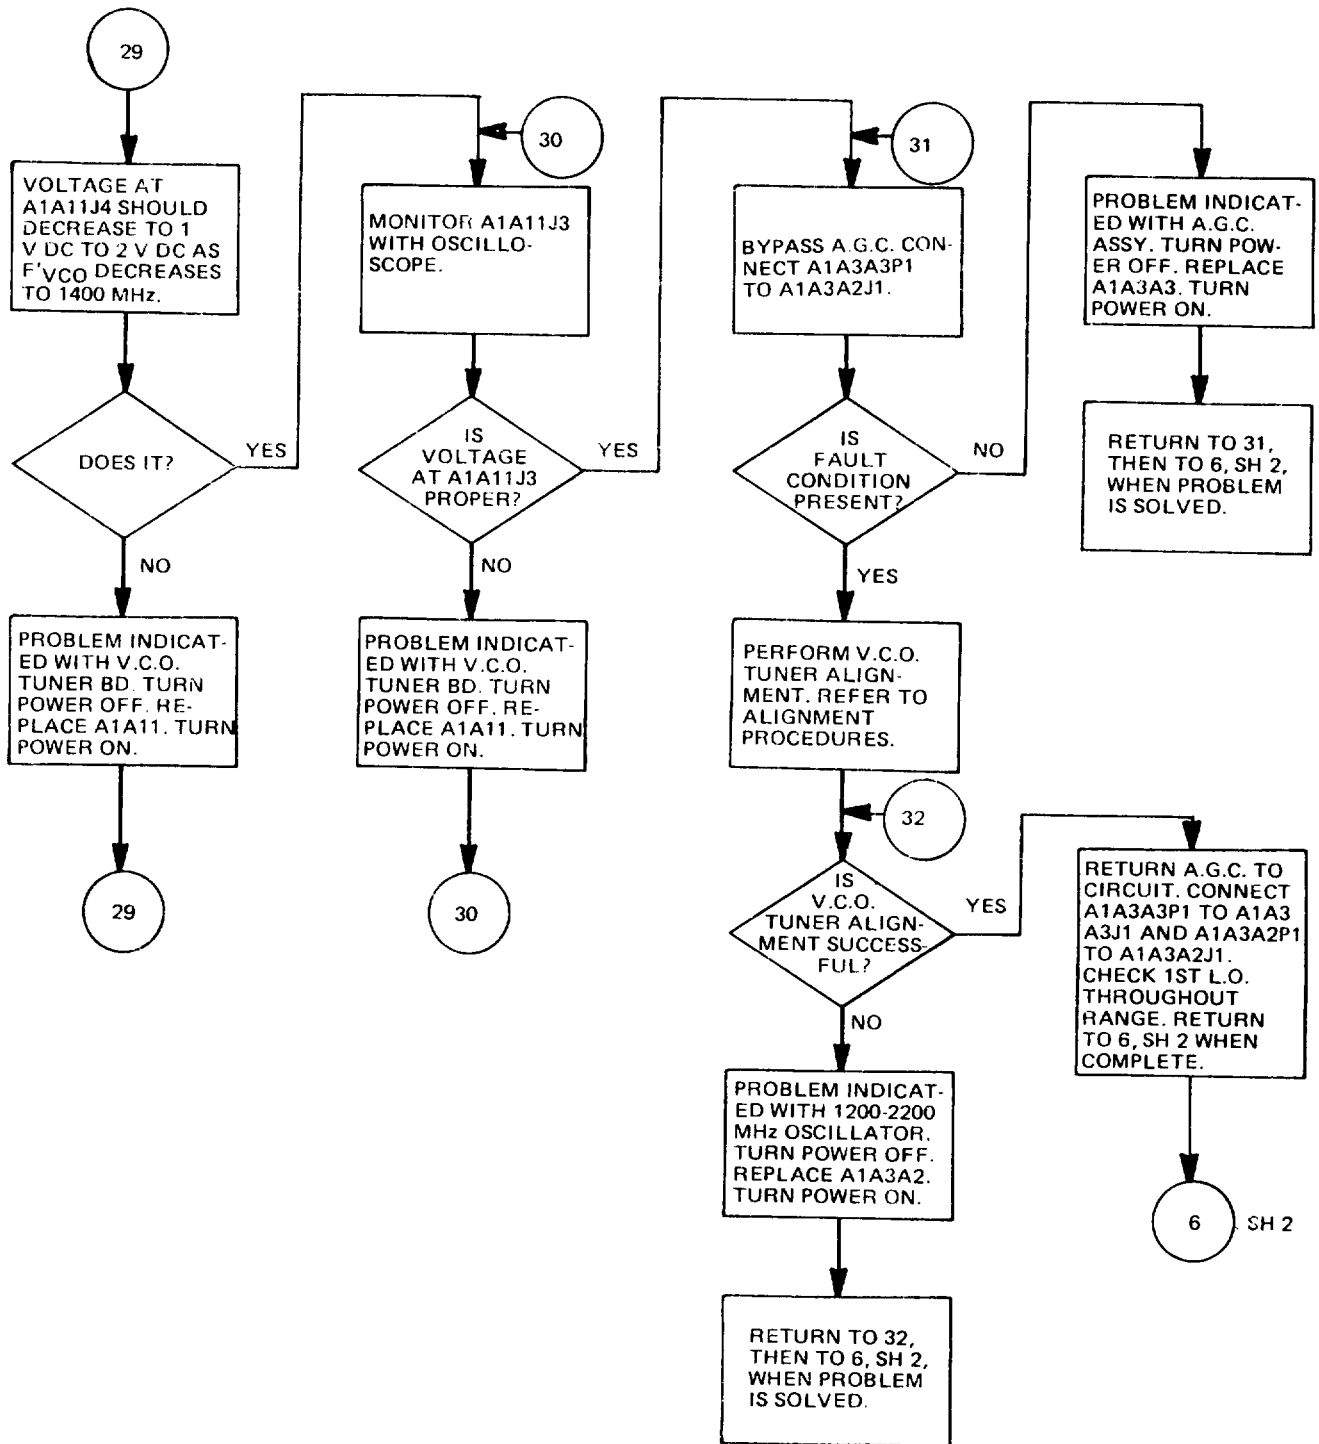 29
VOLTAGE AT
A1A11J4 SHOULD
DECREASE TO 1
V DC TO 2 V DC AS
F'VCO DECREASES
TO 1400 MHz.
DOES IT?
YES
NO
PROBLEM INDICAT-
ED WITH V.C.O.
TUNER BD. TURN
POWER OFF. RE-
PLACE A1A11. TURN
POWER ON.
29
30
MONITOR A1A11J3
WITH OSCILLO-
SCOPE.
IS
VOLTAGE
AT A1A11J3
PROPER?
YES
NO
PROBLEM INDICAT-
ED WITH V.C.O.
TUNER BD. TURN
POWER OFF. RE-
PLACE A1A11. TURN
POWER ON.
30
31
BYPASS A.G.C. CON-
NECT A1A3A3P1
TO A1A3A2J1.
IS
FAULT
CONDITION
PRESENT?
NO
YES
PROBLEM INDICAT-
ED WITH A.G.C.
ASSY. TURN POW-
ER OFF. REPLACE
A1A3A3. TURN
POWER ON.
RETURN TO 31,
THEN TO 6, SH 2,
WHEN PROBLEM
IS SOLVED.
PERFORM V.C.O.
TUNER ALIGN-
MENT. REFER TO
ALIGNMENT
PROCEDURES.
32
IS
V.C.O.
TUNER ALIGN-
MENT SUCCESS-
FUL?
YES
NO
RETURN A.G.C. TO
CIRCUIT. CONNECT
A1A3A3P1 TO A1A3
A3J1 AND A1A3A2P1
TO A1A3A2J1.
CHECK 1ST L.O.
THROUGHOUT
RANGE. RETURN
TO 6, SH 2 WHEN
COMPLETE.
6
SH 2
PROBLEM INDICAT-
ED WITH 1200-2200
MHz OSCILLATOR.
TURN POWER OFF.
REPLACE A1A3A2.
TURN POWER ON.
RETURN TO 32,
THEN TO 6, SH 2,
WHEN PROBLEM
IS SOLVED.